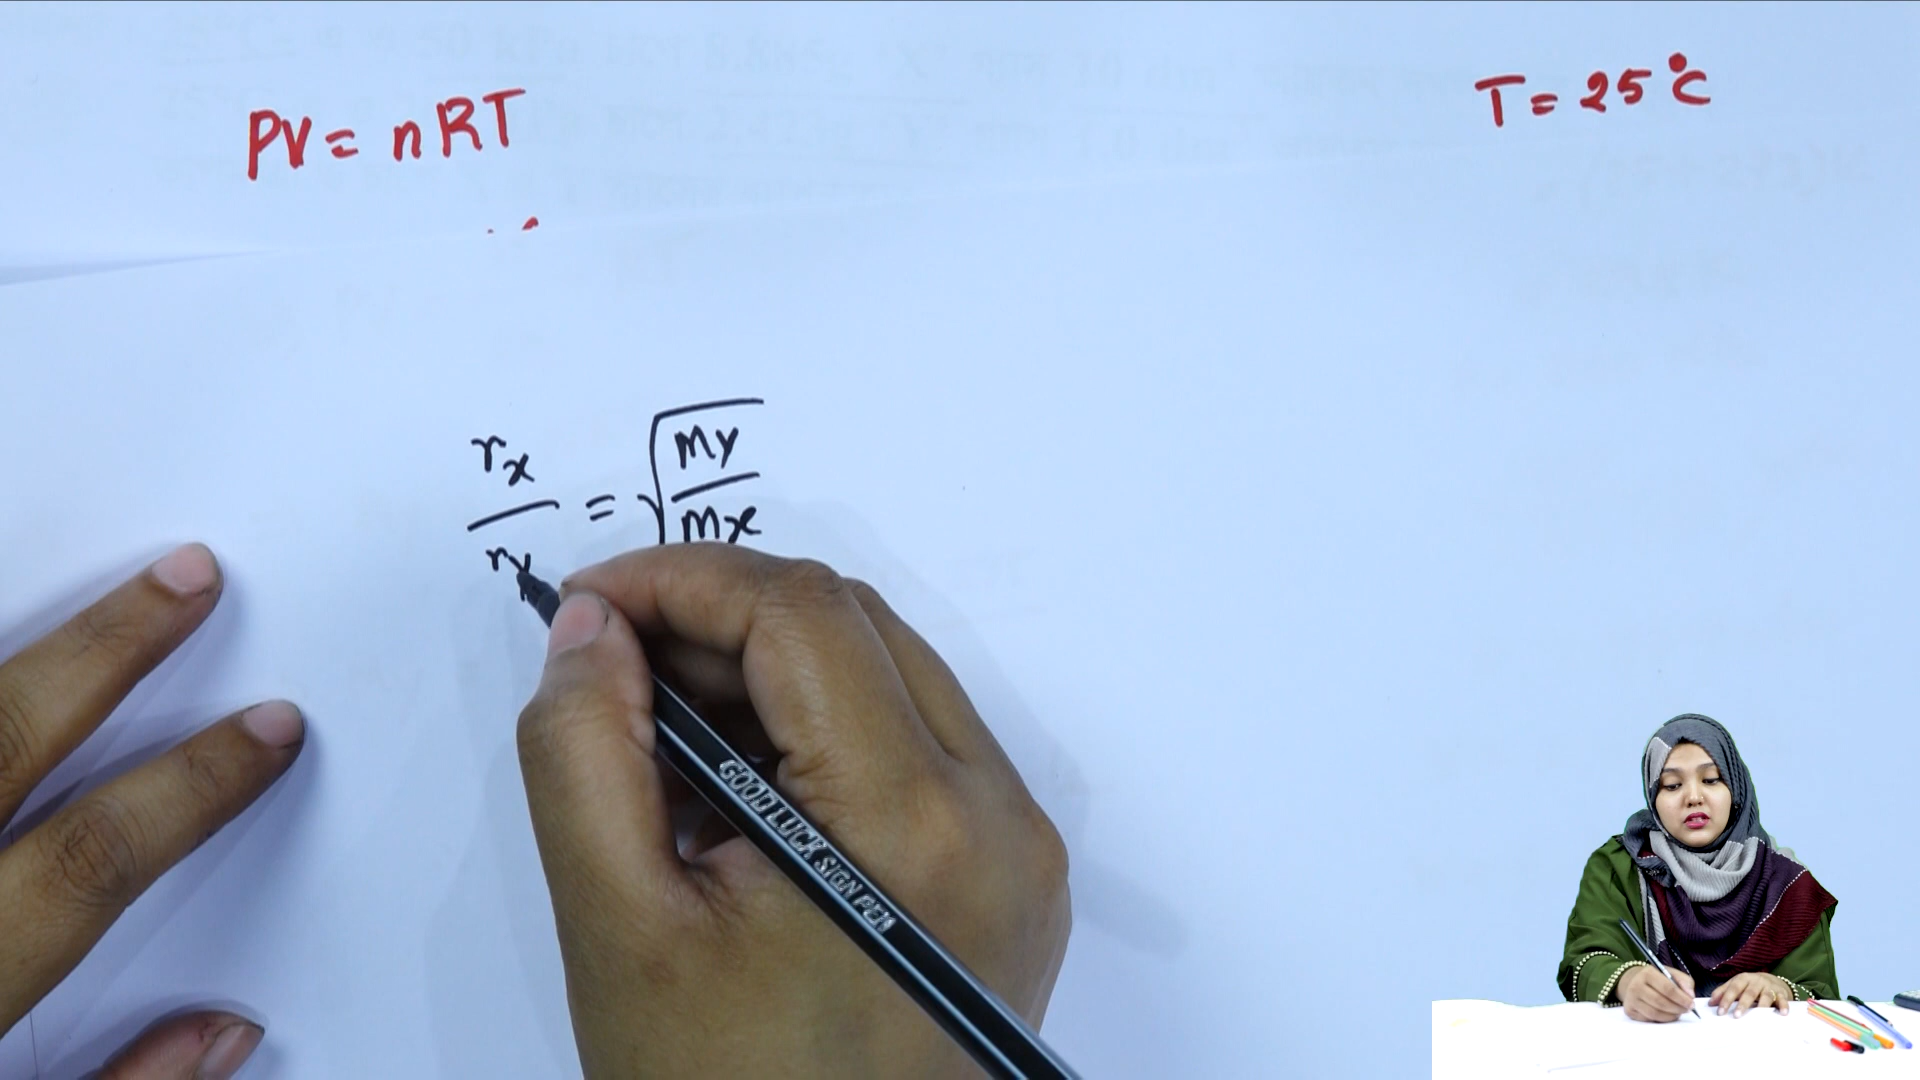 PV = nRT
T = 25°C
rx / ry = √(My / Mx)
GOOD LUCK SIGN PEN